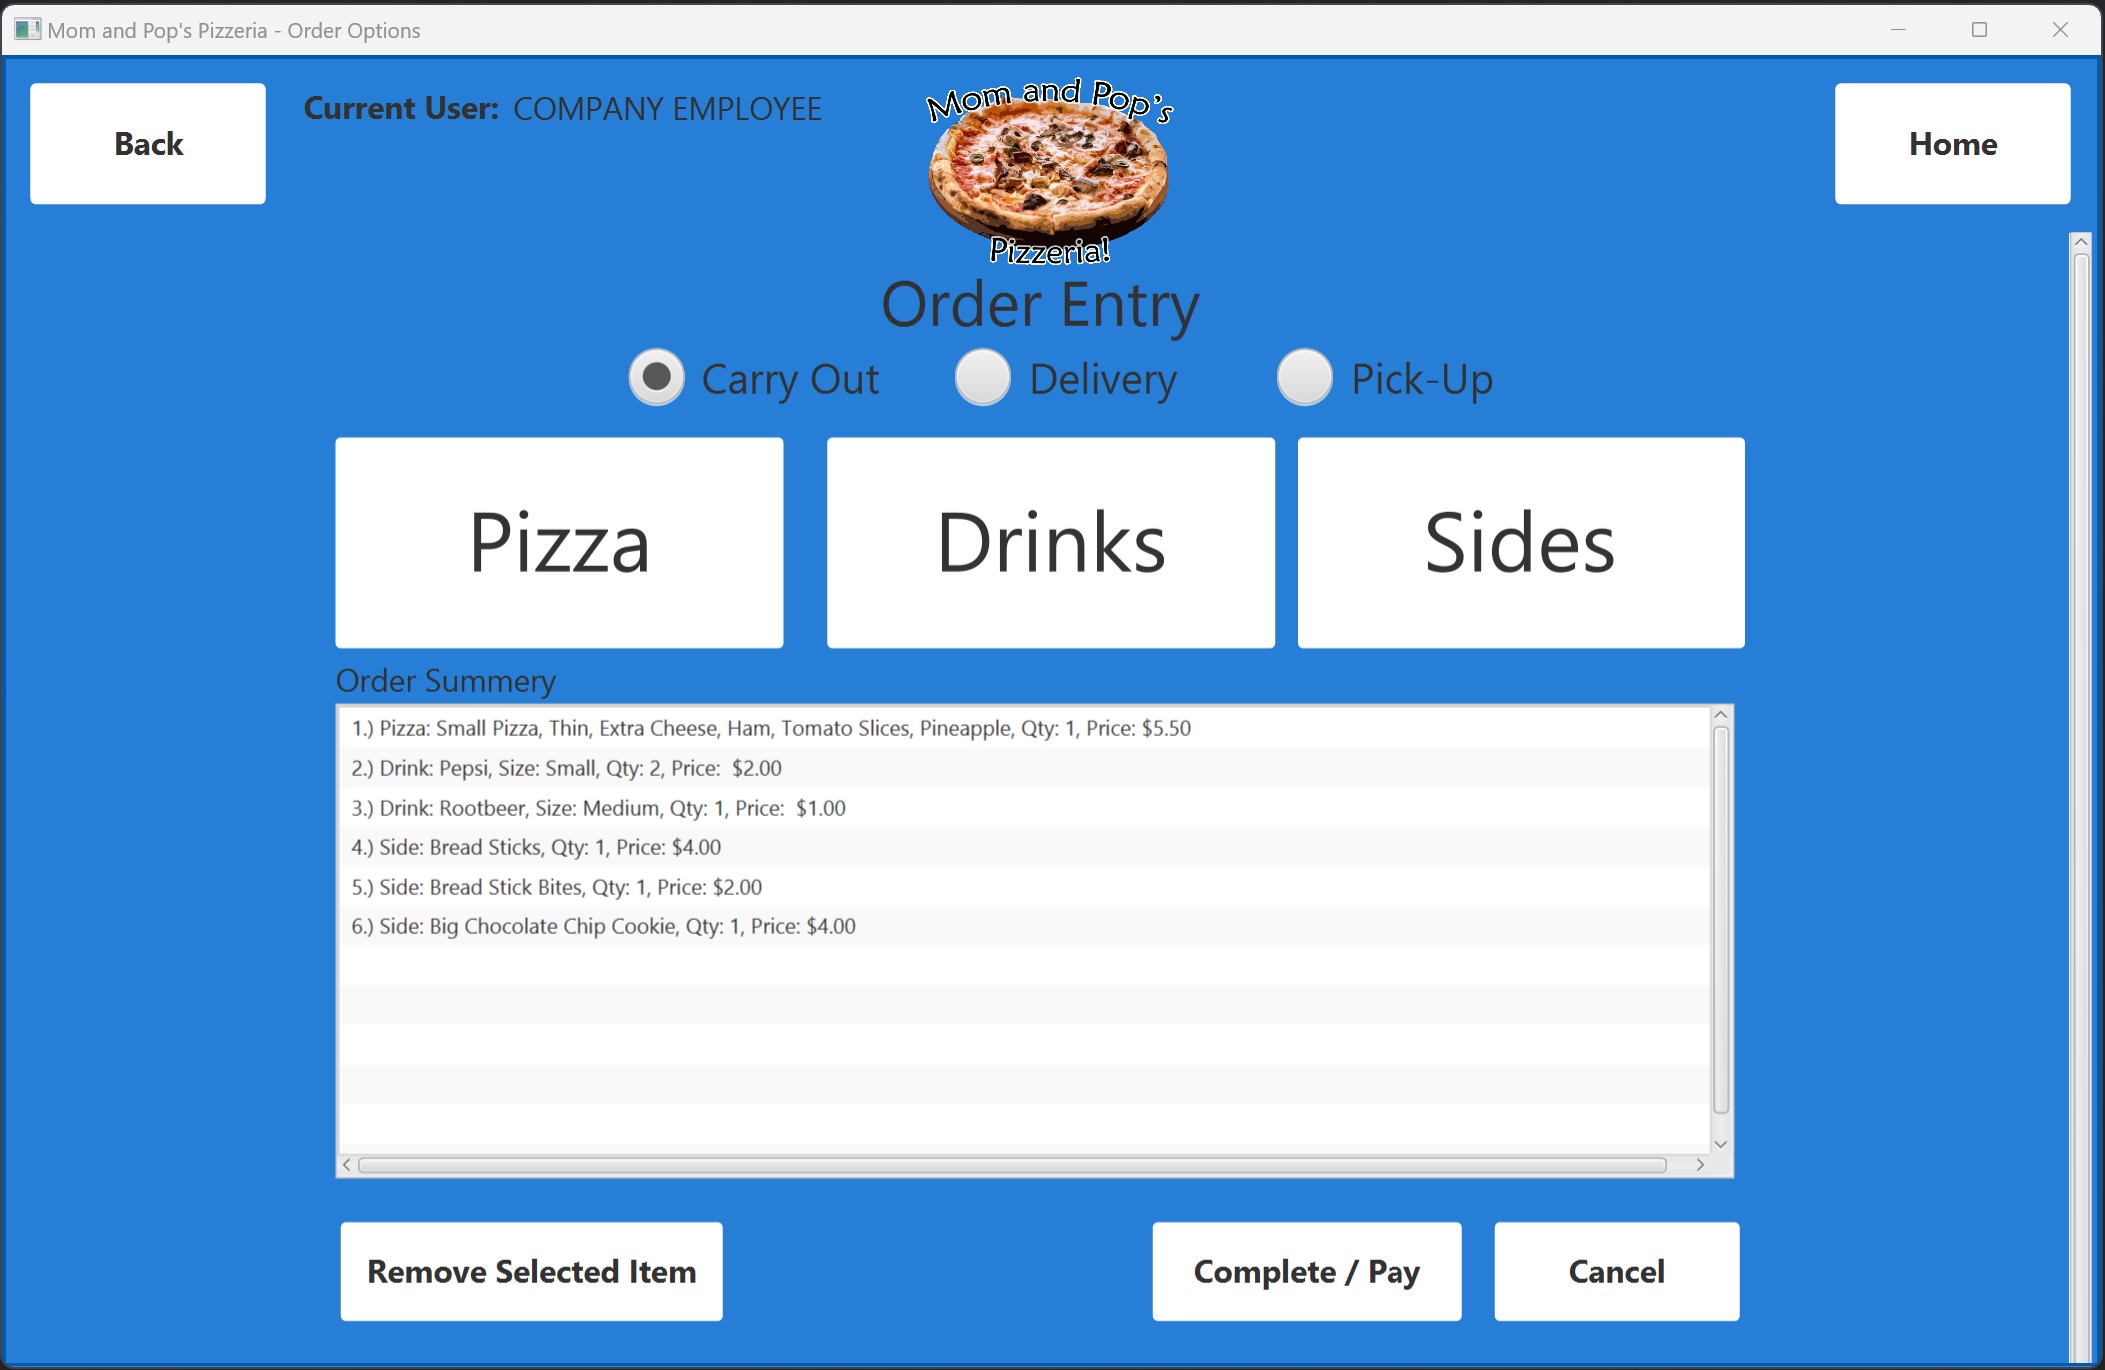 Mom and Pop's Pizzeria - Order Options
Back
Current User: COMPANY EMPLOYEE
Mom and Pop's
Pizzeria!
Home
Order Entry
Carry Out
Delivery
Pick-Up
Pizza
Drinks
Sides
Order Summery
1.) Pizza: Small Pizza, Thin, Extra Cheese, Ham, Tomato Slices, Pineapple, Qty: 1, Price: $5.50
2.) Drink: Pepsi, Size: Small, Qty: 2, Price:  $2.00
3.) Drink: Rootbeer, Size: Medium, Qty: 1, Price:  $1.00
4.) Side: Bread Sticks, Qty: 1, Price: $4.00
5.) Side: Bread Stick Bites, Qty: 1, Price: $2.00
6.) Side: Big Chocolate Chip Cookie, Qty: 1, Price: $4.00
Remove Selected Item
Complete / Pay
Cancel